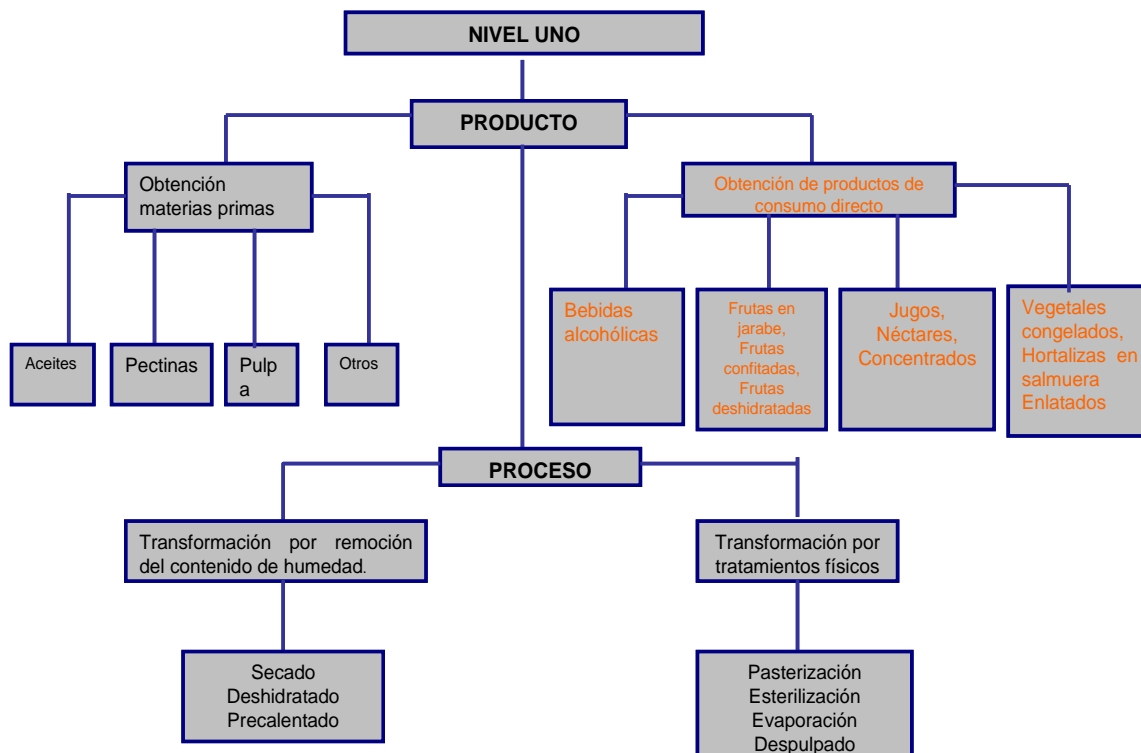 NIVEL UNO
PRODUCTO
Obtención
materias primas
Obtención de productos de
consumo directo
Aceites
Pectinas
Pulp
a
Otros
Bebidas
alcohólicas
Frutas en
jarabe,
Frutas
confitadas,
Frutas
deshidratadas
Jugos,
Néctares,
Concentrados
Vegetales
congelados,
Hortalizas en
salmuera
Enlatados
PROCESO
Transformación por remoción
del contenido de humedad.
Transformación por
tratamientos físicos
Secado
Deshidratado
Precalentado
Pasterización
Esterilización
Evaporación
Despulpado